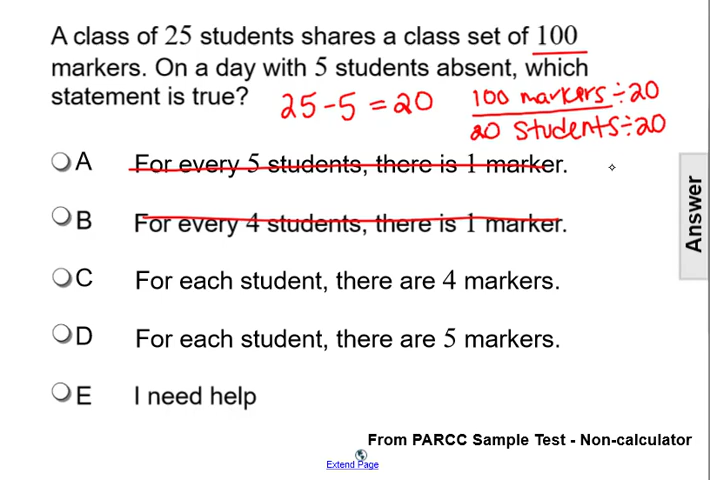 A class of 25 students shares a class set of 100
markers. On a day with 5 students absent, which
statement is true?
25 - 5 = 20
100 markers ÷ 20
20 students ÷ 20
A For every 5 students, there is 1 marker.
B For every 4 students, there is 1 marker.
C For each student, there are 4 markers.
D For each student, there are 5 markers.
E I need help
Answer
From PARCC Sample Test - Non-calculator
Extend Page